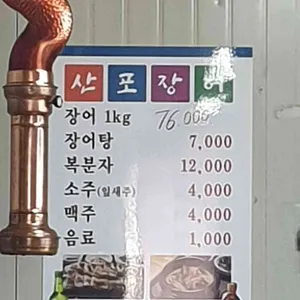 산포장어
장어 1kg 76.000
장어탕 7,000
복분자 12,000
소주(잎새주) 4,000
맥주 4,000
음료 1,000